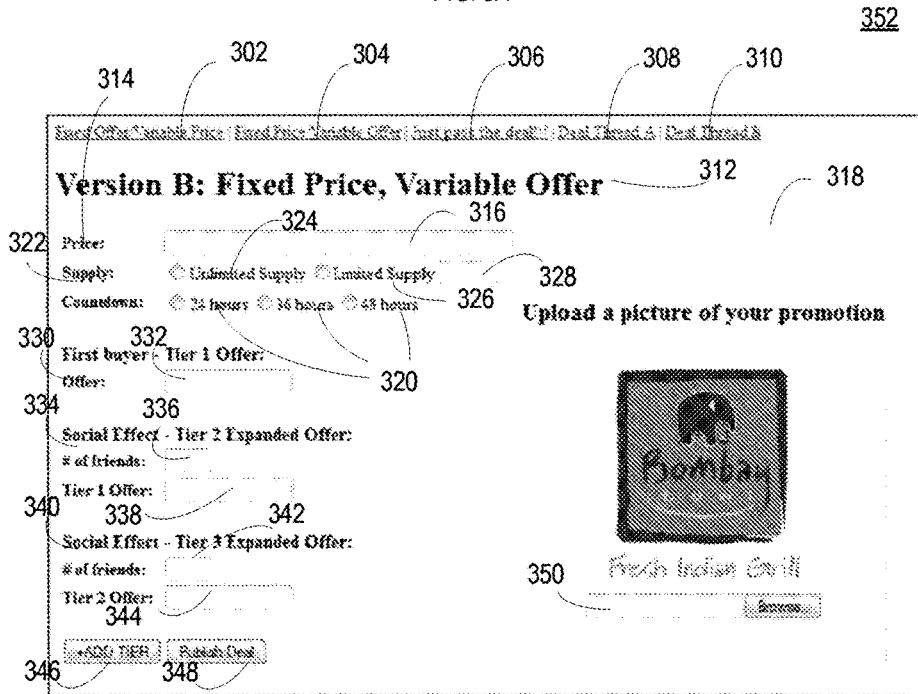 352
302 304 306 308 310
314
Fixed Offer Variable Price | Fixed Price Variable Offer | Just pass the deal!! | Deal Thread A | Deal Thread B
Version B: Fixed Price, Variable Offer 312 318
324 316
322 Price:
Supply: Unlimited Supply Limited Supply 326 328
Countdown: 24 hours 36 hours 48 hours
Upload a picture of your promotion
330 332
First buyer - Tier 1 Offer:
Offer: 320
334 336
Social Effect - Tier 2 Expanded Offer:
# of friends:
Tier 1 Offer:
340 338 342
Social Effect - Tier 3 Expanded Offer:
# of friends:
Tier 2 Offer:
344
Bombay
Fresh Indian Grill
350 Browse
+ADD TIER Publish Deal
346 348